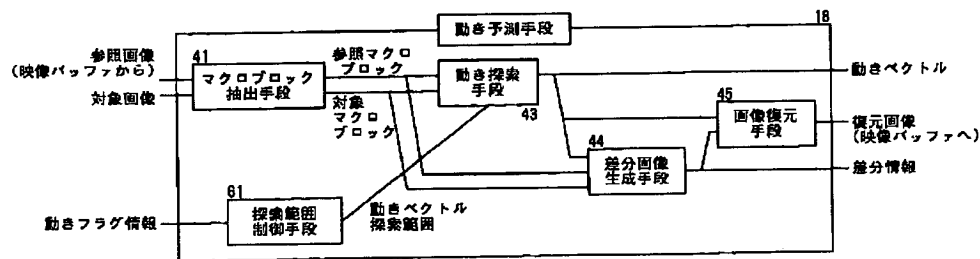 動き予測手段
18
参照画像
(映像バッファから)
対象画像
41
マクロブロック
抽出手段
参照マクロ
ブロック
対象
マクロ
ブロック
動き探索
手段
43
動きベクトル
45
画像復元
手段
復元画像
(映像バッファへ)
44
差分画像
生成手段
差分情報
61
探索範囲
制御手段
動きフラグ情報
動きベクトル
探索範囲